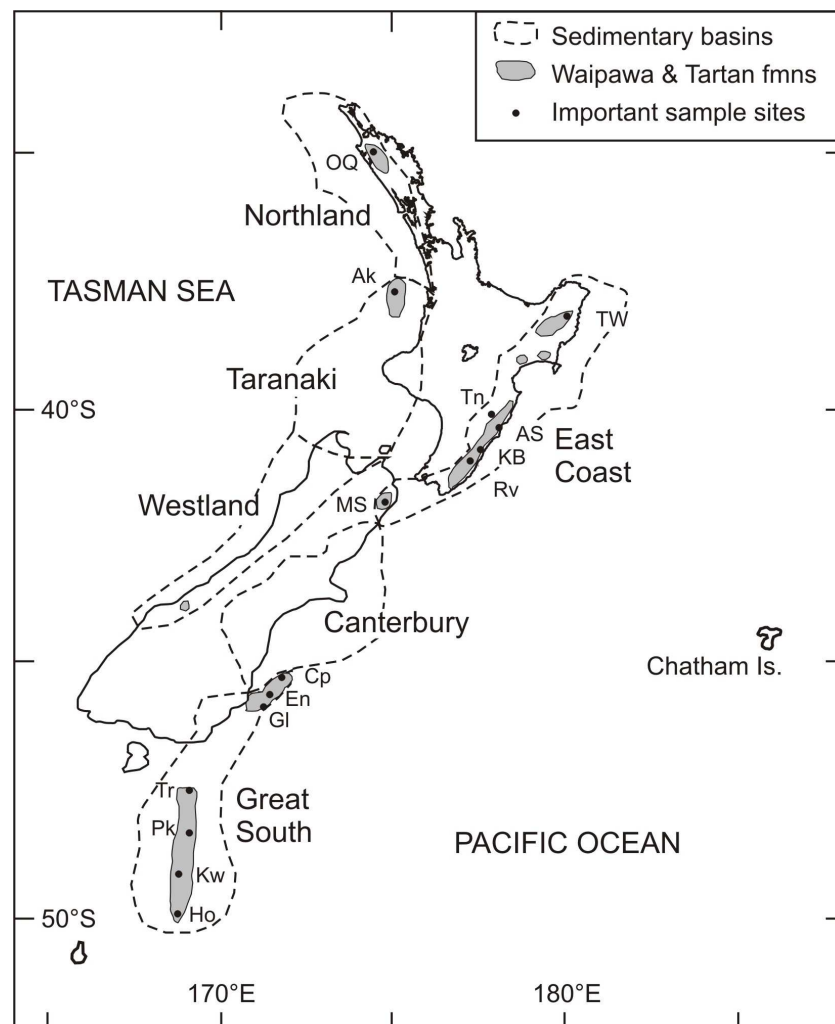 Sedimentary basins
Waipawa & Tartan fmns
Important sample sites
OQ
Northland
Ak
TASMAN SEA
TW
Taranaki
Tn
40°S
AS
East
Coast
KB
Rv
Westland
MS
Canterbury
Chatham Is.
Cp
En
Gl
Tr
Great
South
Pk
PACIFIC OCEAN
Kw
Ho
50°S
170°E
180°E